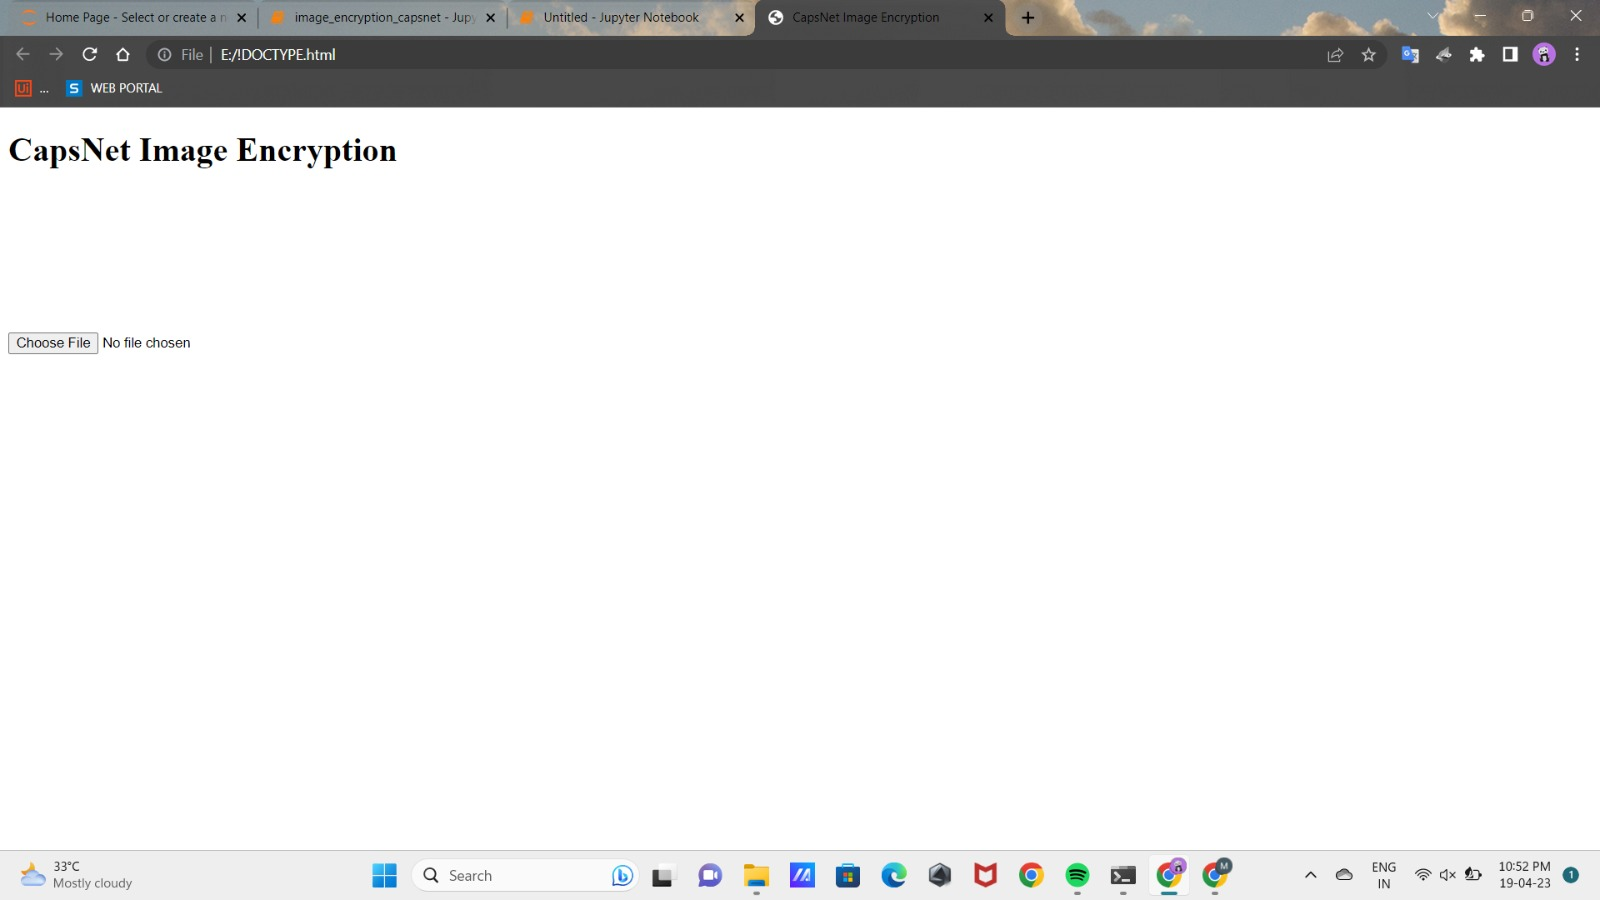 Home Page - Select or create a n
image_encryption_capsnet - Jupy
Untitled - Jupyter Notebook
CapsNet Image Encryption
File
E:/!DOCTYPE.html
Ui ...
S WEB PORTAL
CapsNet Image Encryption
Choose File No file chosen
33°C
Mostly cloudy
Search
M
ENG
IN
10:52 PM
19-04-23
1